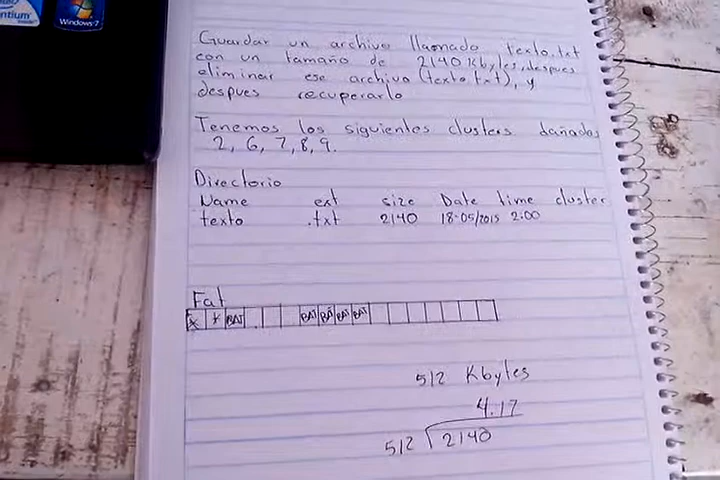 ntium
Windows 7
Guardar un archivo llamado texto.txt
con un tamaño de 2140 Kbytes, despues
eliminar ese archivo (texto.txt), y
despues recuperarlo
Tenemos los siguientes clusters dañados
2, 6, 7, 8, 9.
Directorio
Name ext size Date time cluster
texto .txt 2140 18-05/2015 2:00
Fat
x x BAT BAT BAT BAT BAT
512 Kbytes
4.17
512 2140